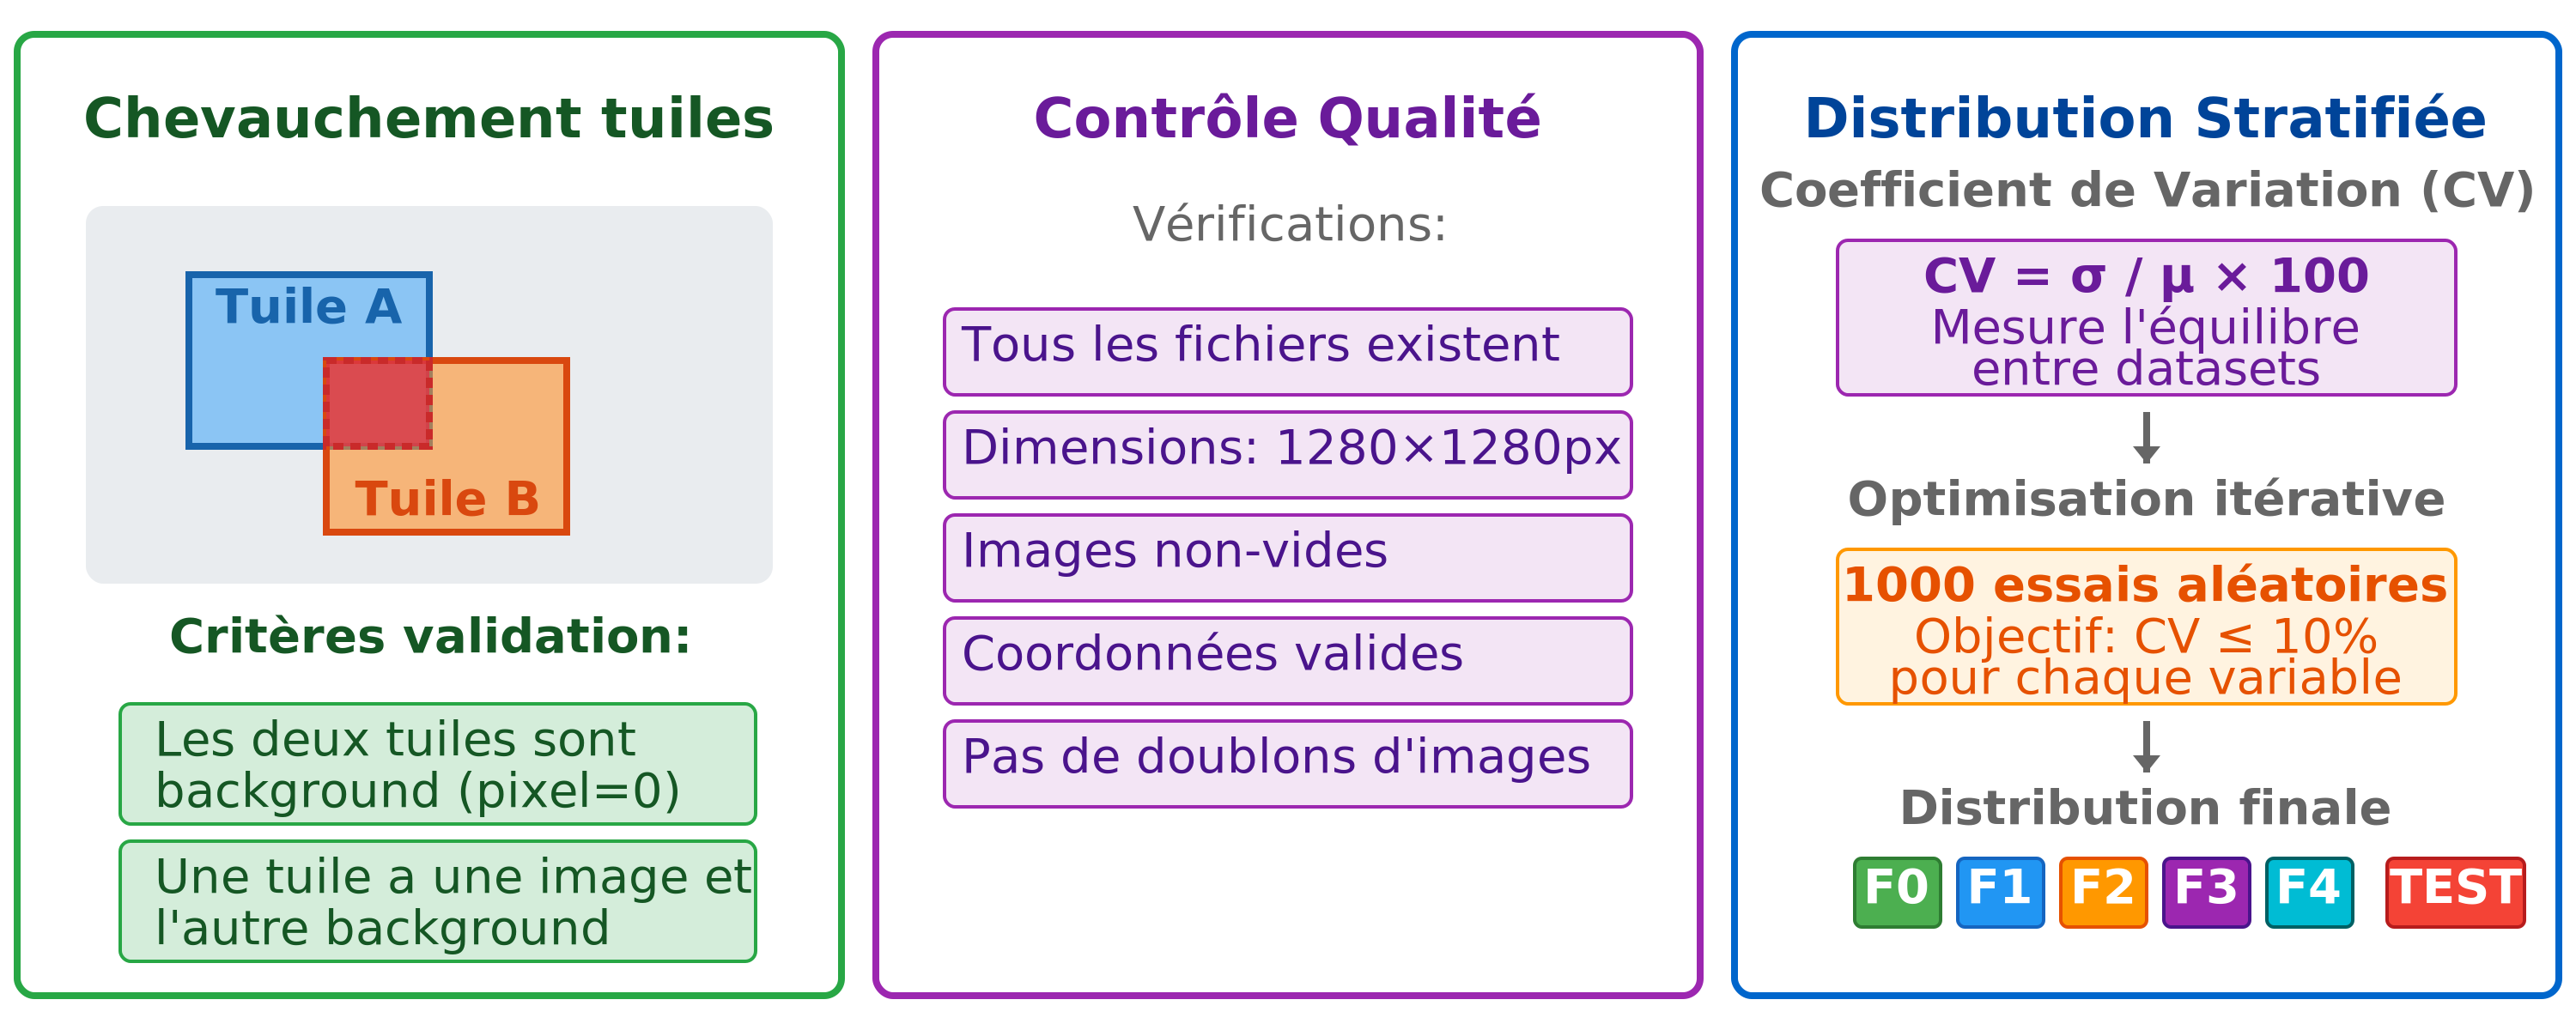 Chevauchement tuiles
Tuile A
Tuile B
Critères validation:
Les deux tuiles sont
background (pixel=0)
Une tuile a une image et
l'autre background
Contrôle Qualité
Vérifications:
Tous les fichiers existent
Dimensions: 1280×1280px
Images non-vides
Coordonnées valides
Pas de doublons d'images
Distribution Stratifiée
Coefficient de Variation (CV)
CV = σ / μ × 100
Mesure l'équilibre
entre datasets
Optimisation itérative
1000 essais aléatoires
Objectif: CV ≤ 10%
pour chaque variable
Distribution finale
F0 F1 F2 F3 F4 TEST